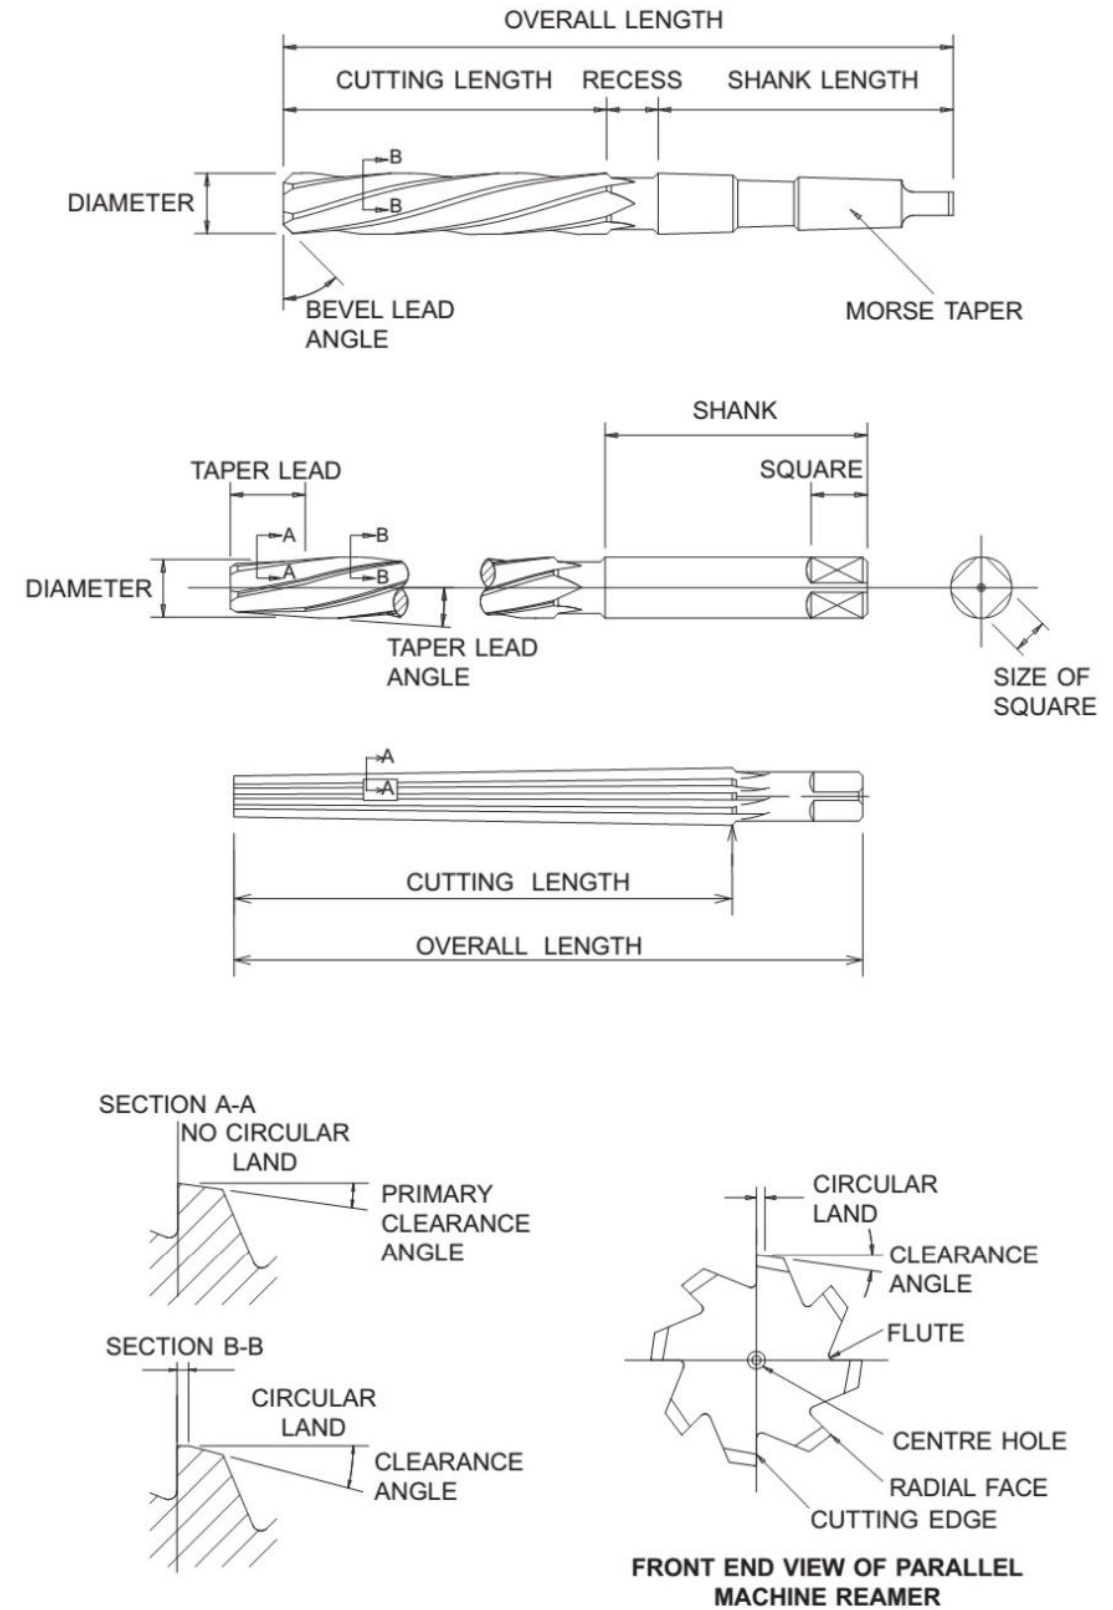 OVERALL LENGTH
CUTTING LENGTH RECESS SHANK LENGTH
B
DIAMETER
B
BEVEL LEAD
ANGLE
MORSE TAPER
SHANK
TAPER LEAD
SQUARE
A
B
A
B
DIAMETER
TAPER LEAD
ANGLE
SIZE OF
SQUARE
A
A
CUTTING LENGTH
OVERALL LENGTH
SECTION A-A
NO CIRCULAR
LAND
PRIMARY
CLEARANCE
ANGLE
SECTION B-B
CIRCULAR
LAND
CLEARANCE
ANGLE
CIRCULAR
LAND
CLEARANCE
ANGLE
FLUTE
CENTRE HOLE
RADIAL FACE
CUTTING EDGE
FRONT END VIEW OF PARALLEL
MACHINE REAMER